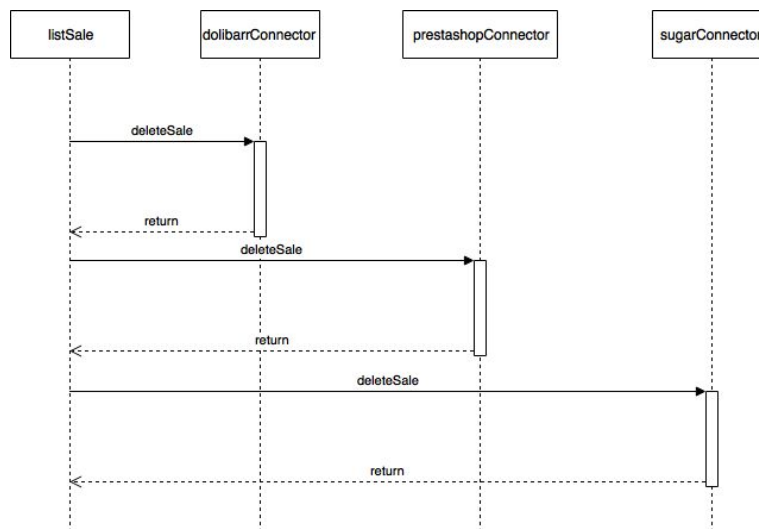 listSale
dolibarrConnector
prestashopConnector
sugarConnector
deleteSale
return
deleteSale
return
deleteSale
return